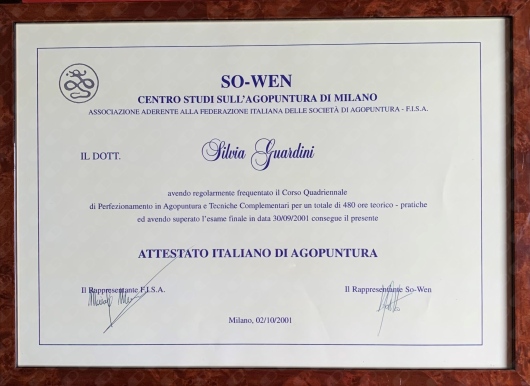 SO-WEN
CENTRO STUDI SULL'AGOPUNTURA DI MILANO
ASSOCIAZIONE ADERENTE ALLA FEDERAZIONE ITALIANA DELLE SOCIETÀ DI AGOPUNTURA - F.I.S.A.
IL DOTT. Silvia Guardini
avendo regolarmente frequentato il Corso Quadriennale
di Perfezionamento in Agopuntura e Tecniche Complementari per un totale di 480 ore teorico - pratiche
ed avendo superato l'esame finale in data 30/09/2001 consegue il presente
ATTESTATO ITALIANO DI AGOPUNTURA
Il Rappresentante F.I.S.A. Il Rappresentante So-Wen
Milano, 02/10/2001